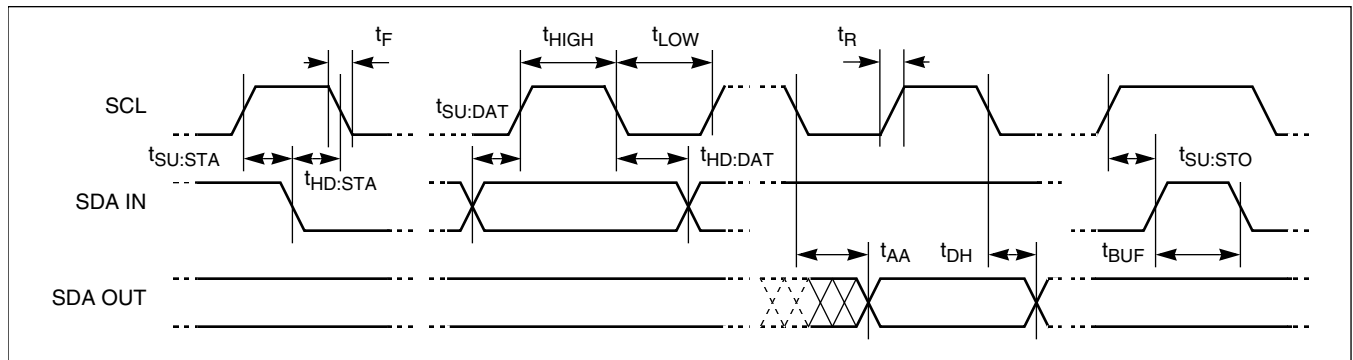 tF
tHIGH
tLOW
tR
SCL
tSU:DAT
tSU:STA
tHD:STA
tHD:DAT
tSU:STO
SDA IN
tAA
tDH
tBUF
SDA OUT